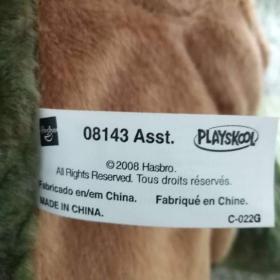 Hasbro 08143 Asst. PLAYSKOOL
©2008 Hasbro.
All Rights Reserved. Tous droits réservés.
Fabricado en/em China. Fabriqué en Chine.
MADE IN CHINA.
C-022G